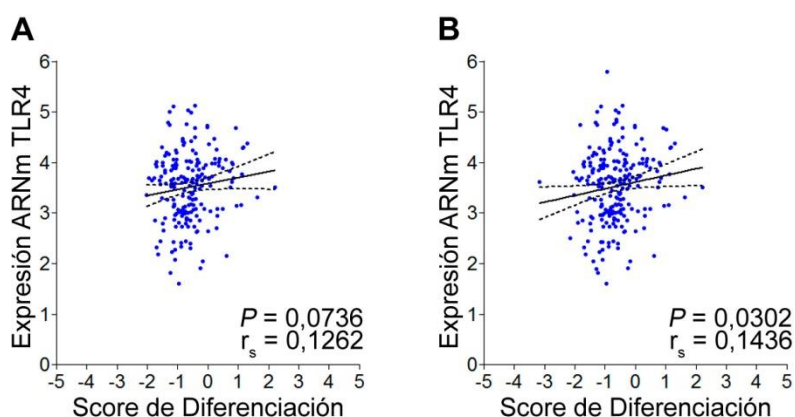 A
Expresión ARNm TLR4
6
5
4
3
2
1
0
P = 0,0736
rs = 0,1262
-5 -4 -3 -2 -1 0 1 2 3 4 5
Score de Diferenciación
B
Expresión ARNm TLR4
6
5
4
3
2
1
0
P = 0,0302
rs = 0,1436
-5 -4 -3 -2 -1 0 1 2 3 4 5
Score de Diferenciación